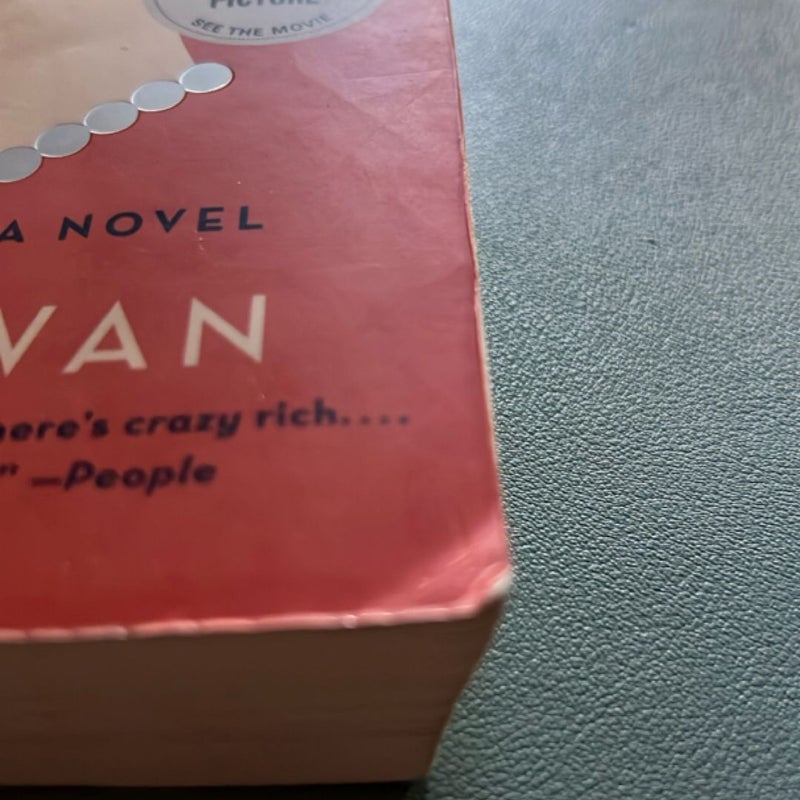 PICTURE
SEE THE MOVIE
A NOVEL
WAN
here's crazy rich....
" —People